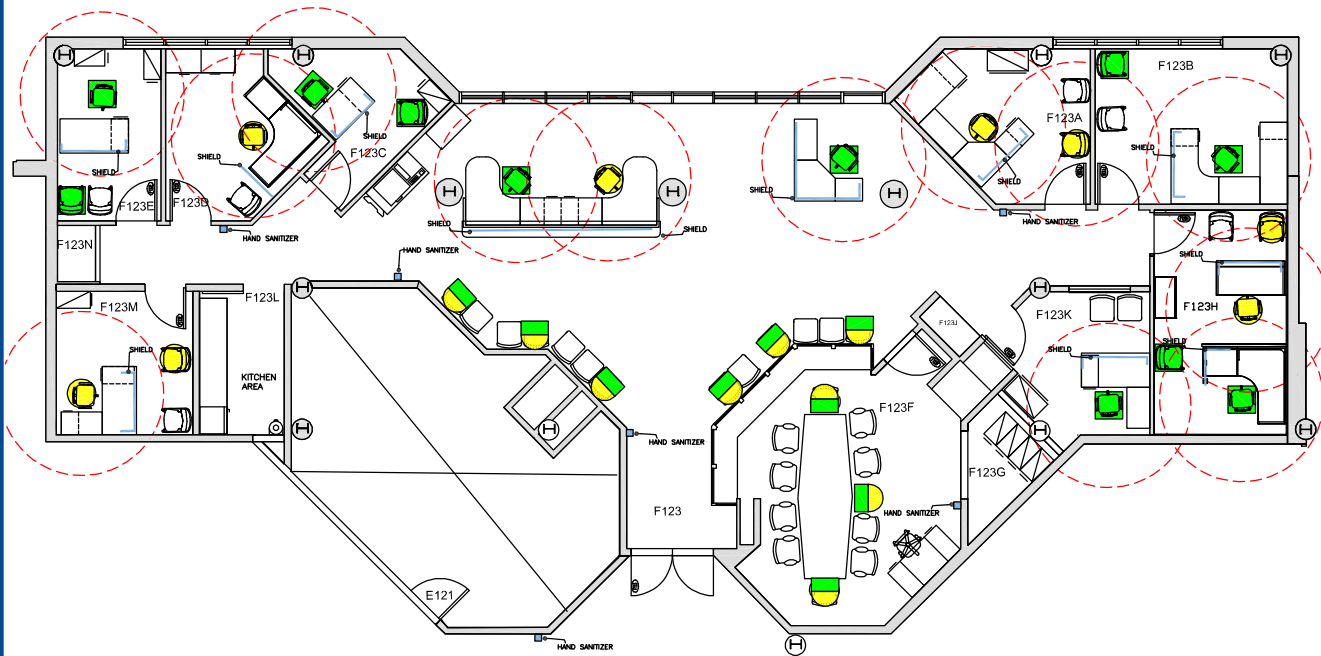 F123B
SHIELD
F123A
SHIELD
F123C
SHIELD
SHIELD
SHIELD
SHIELD
F123E
F123D
SHIELD
HAND SANITIZER
SHIELD
SHIELD
HAND SANITIZER
F123N
HAND SANITIZER
SHIELD
F123M
F123L
F123H
F123K
F123J
SHIELD
SHIELD
SHIELD
KITCHEN
AREA
F123F
HAND SANITIZER
F123G
F123
HAND SANITIZER
E121
HAND SANITIZER